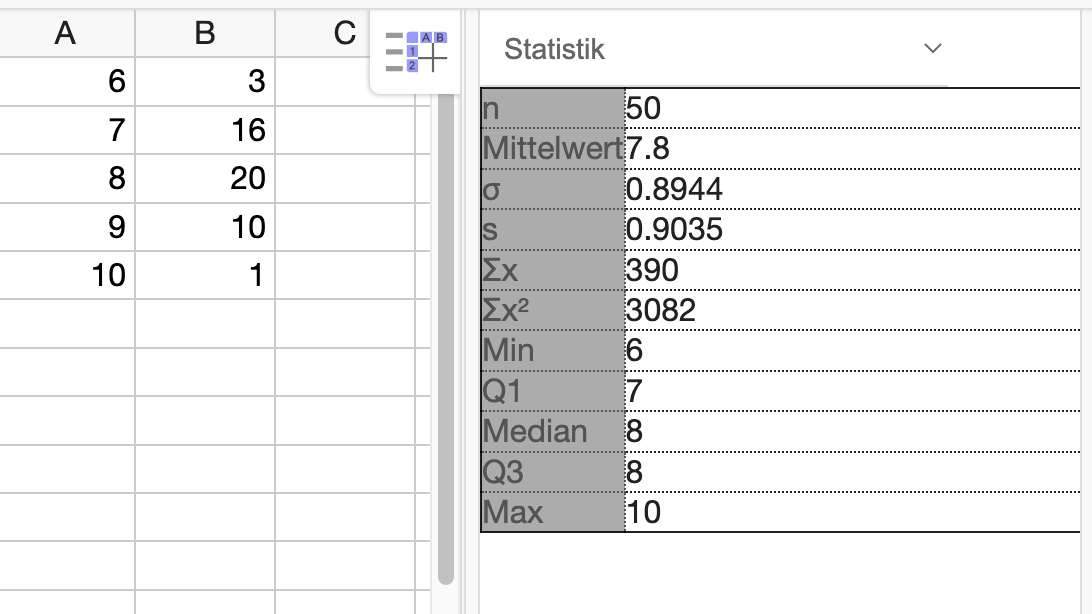 A B C
A B
1
2
6 3
7 16
8 20
9 10
10 1
Statistik
n 50
Mittelwert 7.8
σ 0.8944
s 0.9035
Σx 390
Σx² 3082
Min 6
Q1 7
Median 8
Q3 8
Max 10